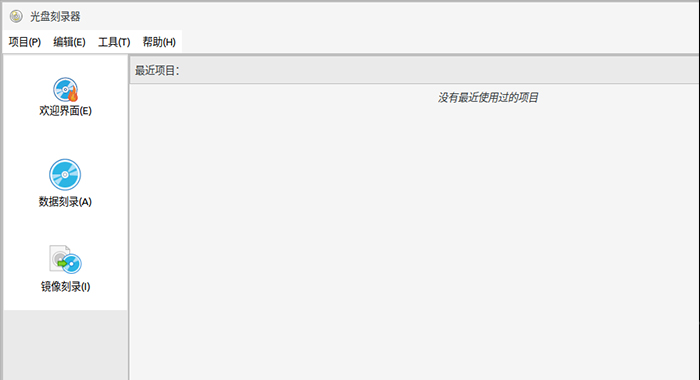 光盘刻录器
项目(P) 编辑(E) 工具(T) 帮助(H)
最近项目：
没有最近使用过的项目
欢迎界面(E)
数据刻录(A)
镜像刻录(I)